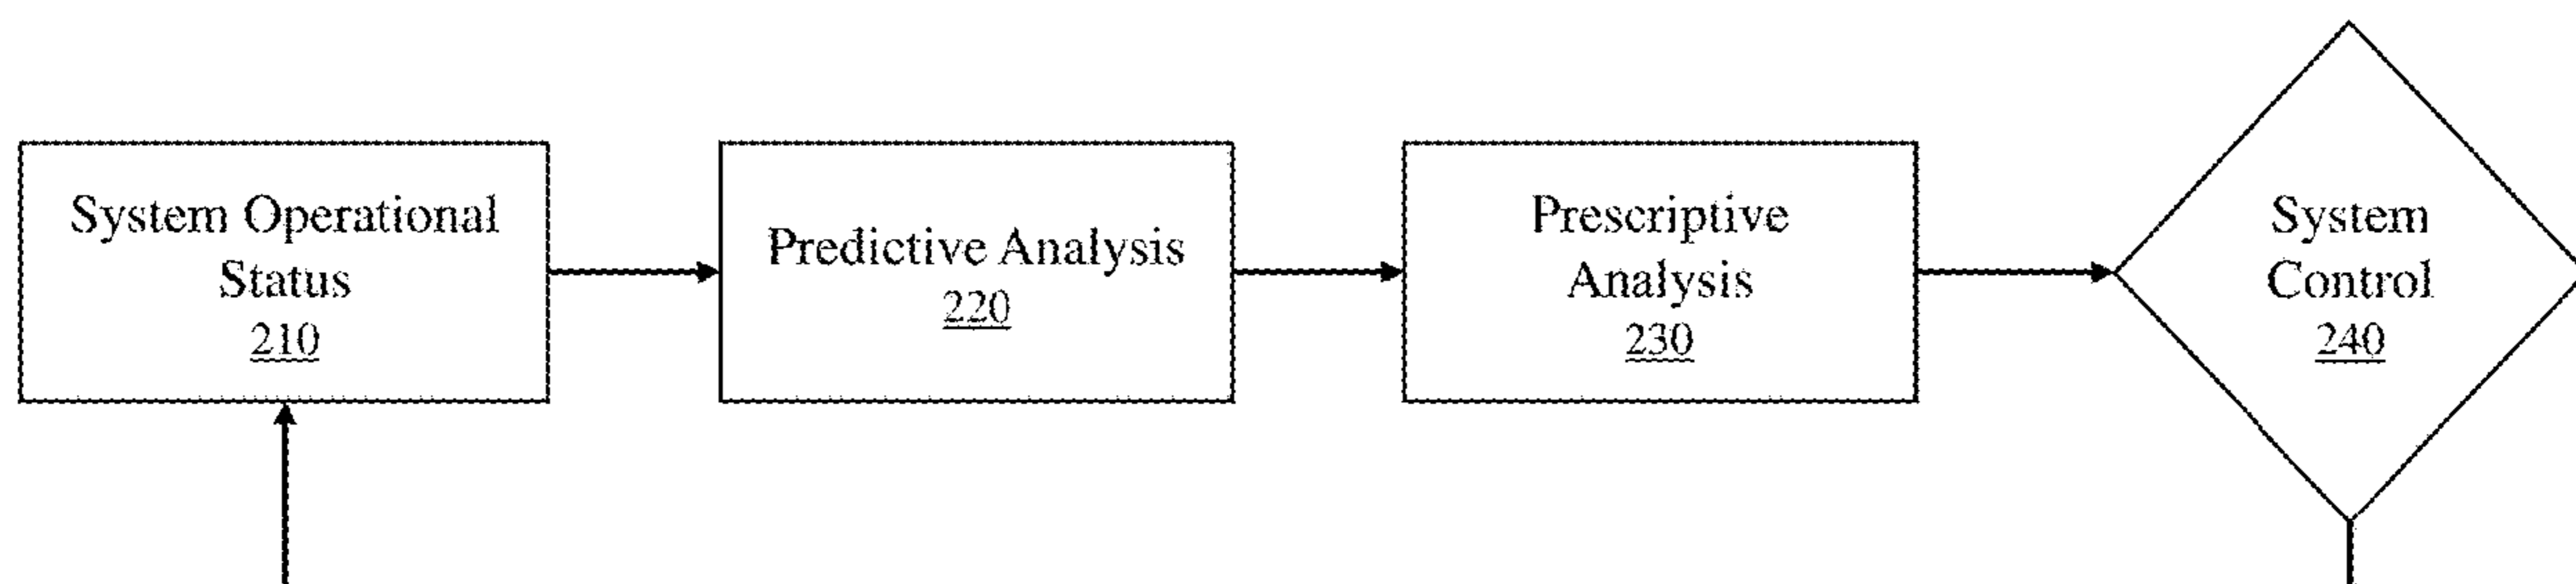 System Operational
Status
210
Predictive Analysis
220
Prescriptive
Analysis
230
System
Control
240